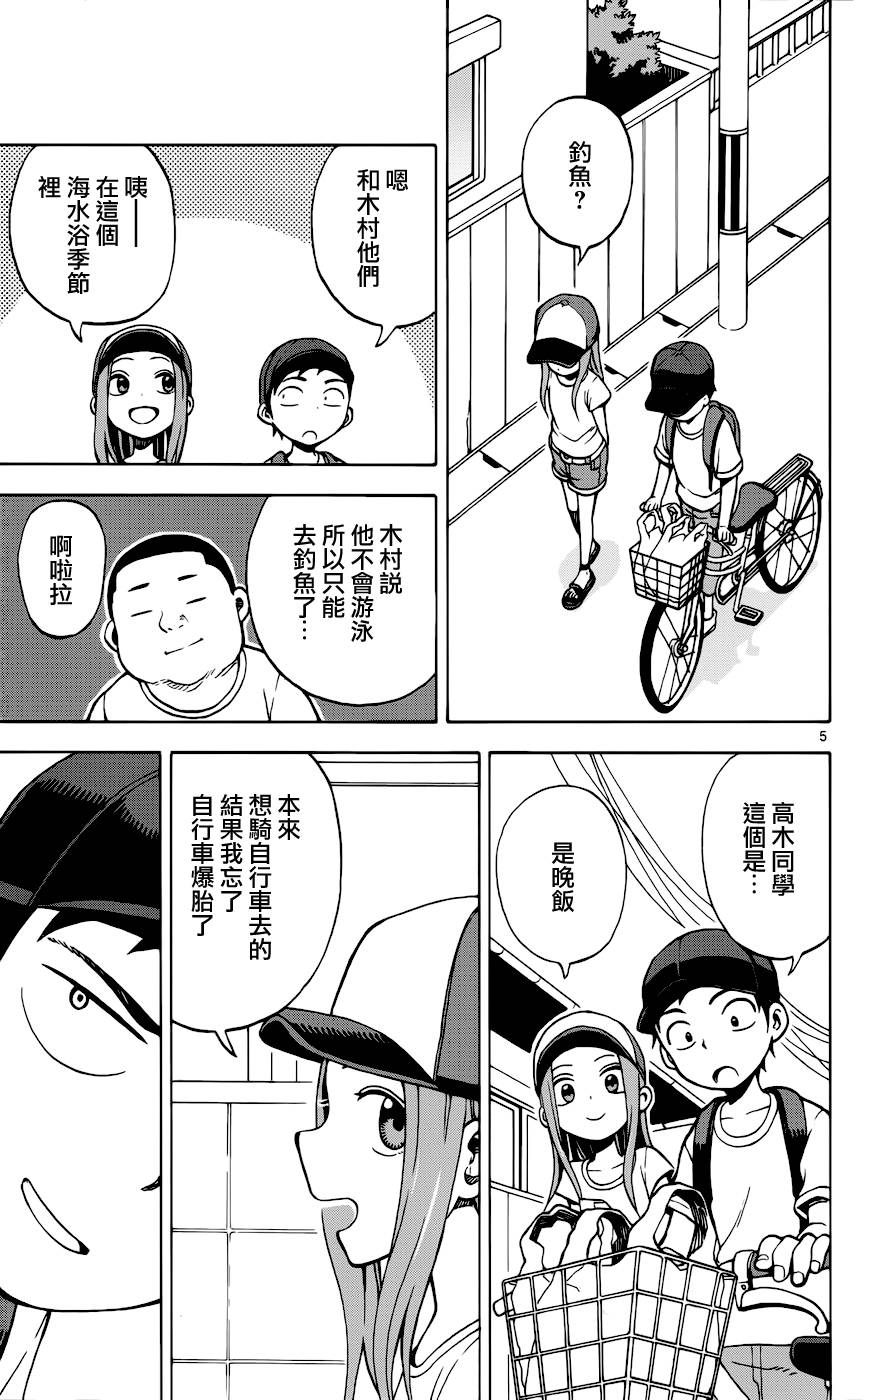 釣魚?
嗯
和木村他們
咦——
在這個
海水浴季節
裡
木村説
他不會游泳
所以只能
去釣魚了…
啊啦拉
5
高木同學
這個是…
是晚飯
本來
想騎自行車去的
結果我忘了
自行車爆胎了